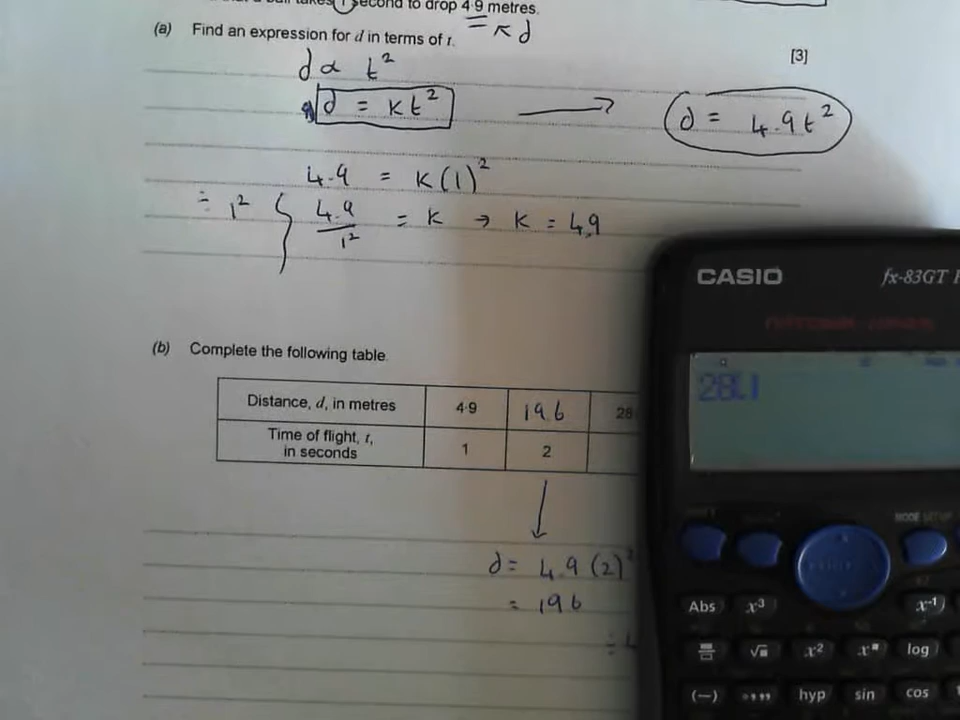 second to drop 4·9 metres.
= k d
(a) Find an expression for d in terms of t.
[3]
d ∝ t²
d = kt² → d = 4.9t²
4.9 = k(1)²
÷ 1² 4.9/1² = k → k = 4.9
CASIO fx-83GT
(b) Complete the following table.
Distance, d, in metres 4·9 19.6 28
Time of flight, t, in seconds 1 2
d = 4.9(2)²
= 19.6
÷ 4
Abs x³ x⁻¹
x² log
(−) hyp sin cos